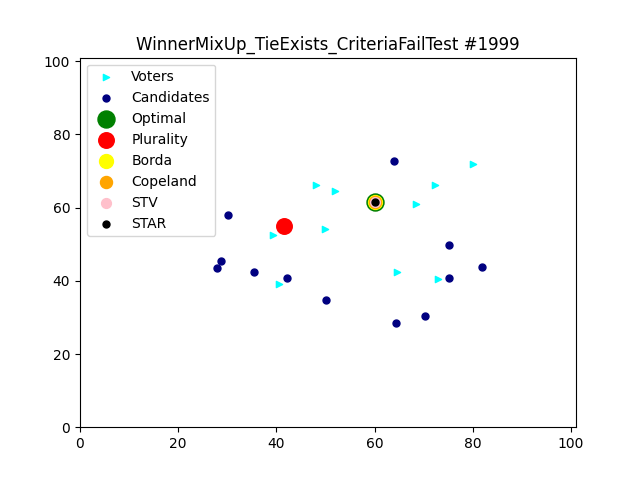 WinnerMixUp_TieExists_CriteriaFailTest #1999
100
80
60
40
20
0
0
20
40
60
80
100
Voters
Candidates
Optimal
Plurality
Borda
Copeland
STV
STAR